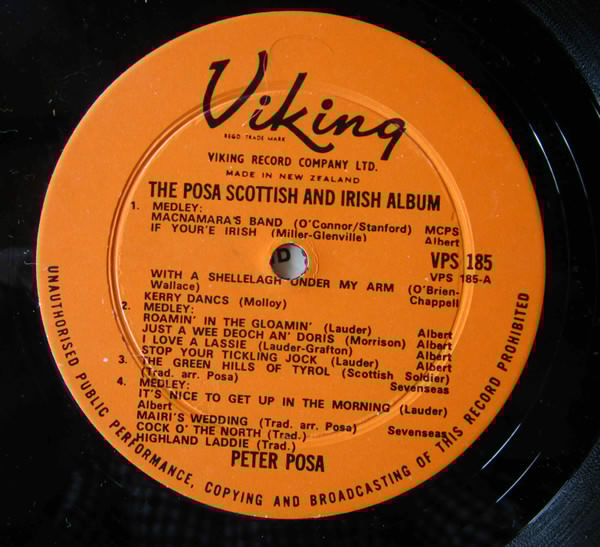 Viking
REGD TRADE MARK
VIKING RECORD COMPANY LTD.
MADE IN NEW ZEALAND
THE POSA SCOTTISH AND IRISH ALBUM
1. MEDLEY:
MACNAMARA'S BAND (O'Connor/Stanford) MCPS
IF YOUR'E IRISH (Miller-Glenville) Albert
VPS 185
VPS 185-A
WITH A SHELLELAGH UNDER MY ARM (O'Brien-
Wallace) Chappell
KERRY DANCS (Molloy)
2. MEDLEY:
ROAMIN' IN THE GLOAMIN' (Lauder) Albert
JUST A WEE DEOCH AN' DORIS (Morrison) Albert
I LOVE A LASSIE (Lauder-Grafton) Albert
STOP YOUR TICKLING JOCK (Lauder) Albert
3. THE GREEN HILLS OF TYROL (Scottish Soldier)
(Trad. arr. Posa) Sevenseas
4. MEDLEY:
IT'S NICE TO GET UP IN THE MORNING (Lauder)
Albert
MAIRI'S WEDDING (Trad. arr. Posa) Sevenseas
COCK O' THE NORTH (Trad.)
HIGHLAND LADDIE (Trad.)
PETER POSA
UNAUTHORISED PUBLIC PERFORMANCE, COPYING AND BROADCASTING OF THIS RECORD PROHIBITED